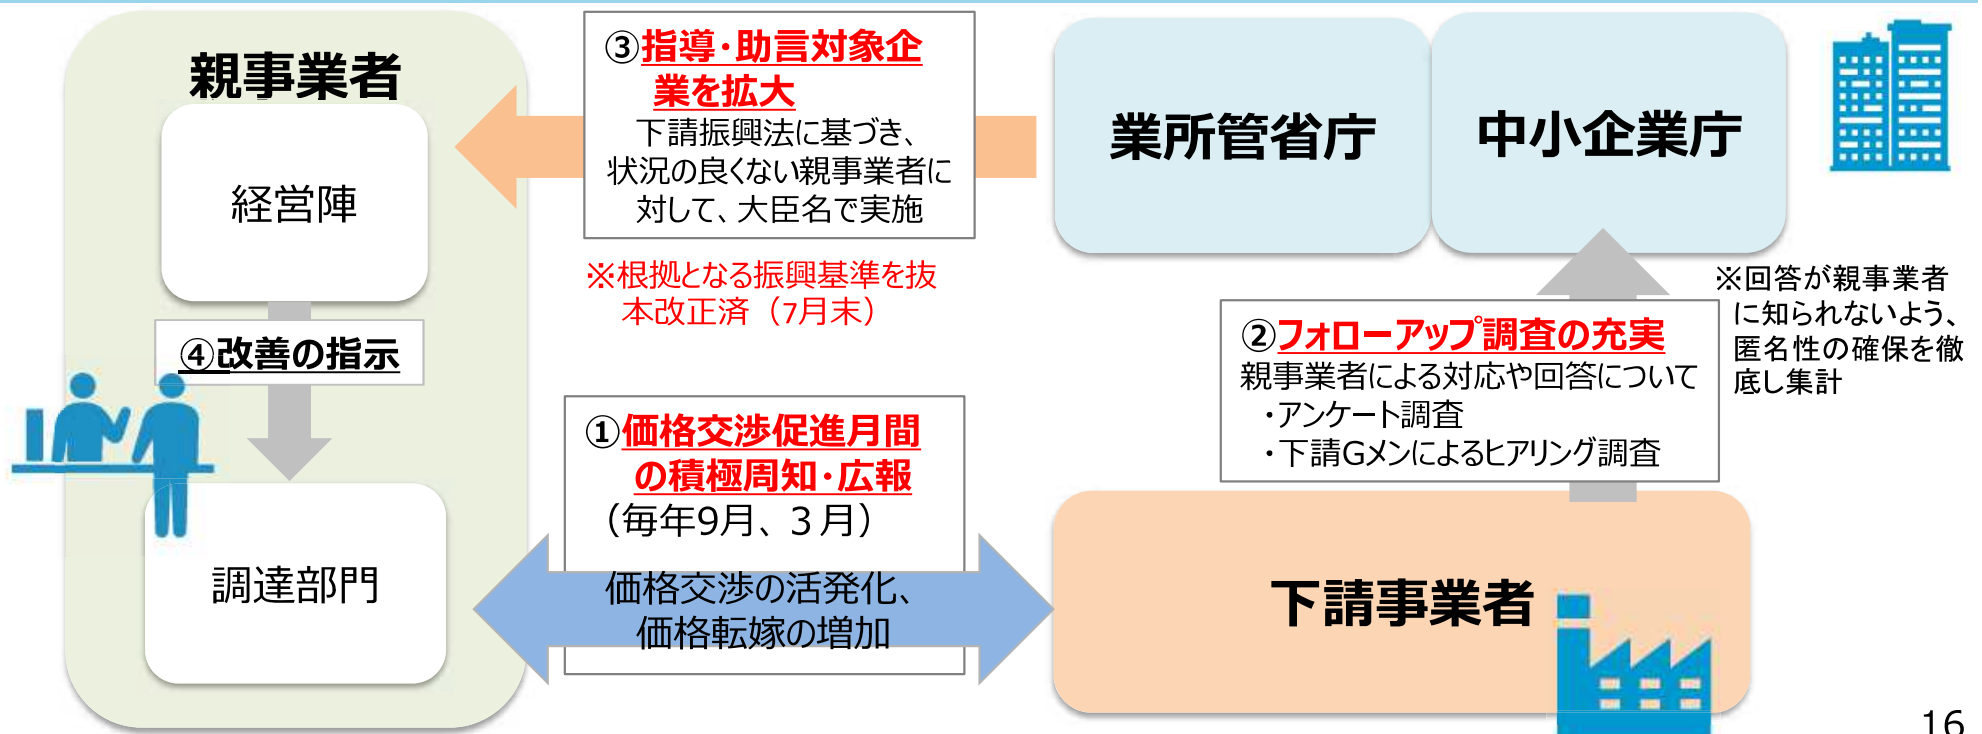 親事業者
経営陣
④改善の指示
調達部門
③指導・助言対象企
業を拡大
下請振興法に基づき、
状況の良くない親事業者に
対して、大臣名で実施
※根拠となる振興基準を抜
本改正済（7月末）
①価格交渉促進月間
の積極周知・広報
（毎年9月、３月）
価格交渉の活発化、
価格転嫁の増加
業所管省庁
中小企業庁
②フォローアップ調査の充実
親事業者による対応や回答について
・アンケート調査
・下請Gメンによるヒアリング調査
※回答が親事業者
に知られないよう、
匿名性の確保を徹
底し集計
下請事業者
16